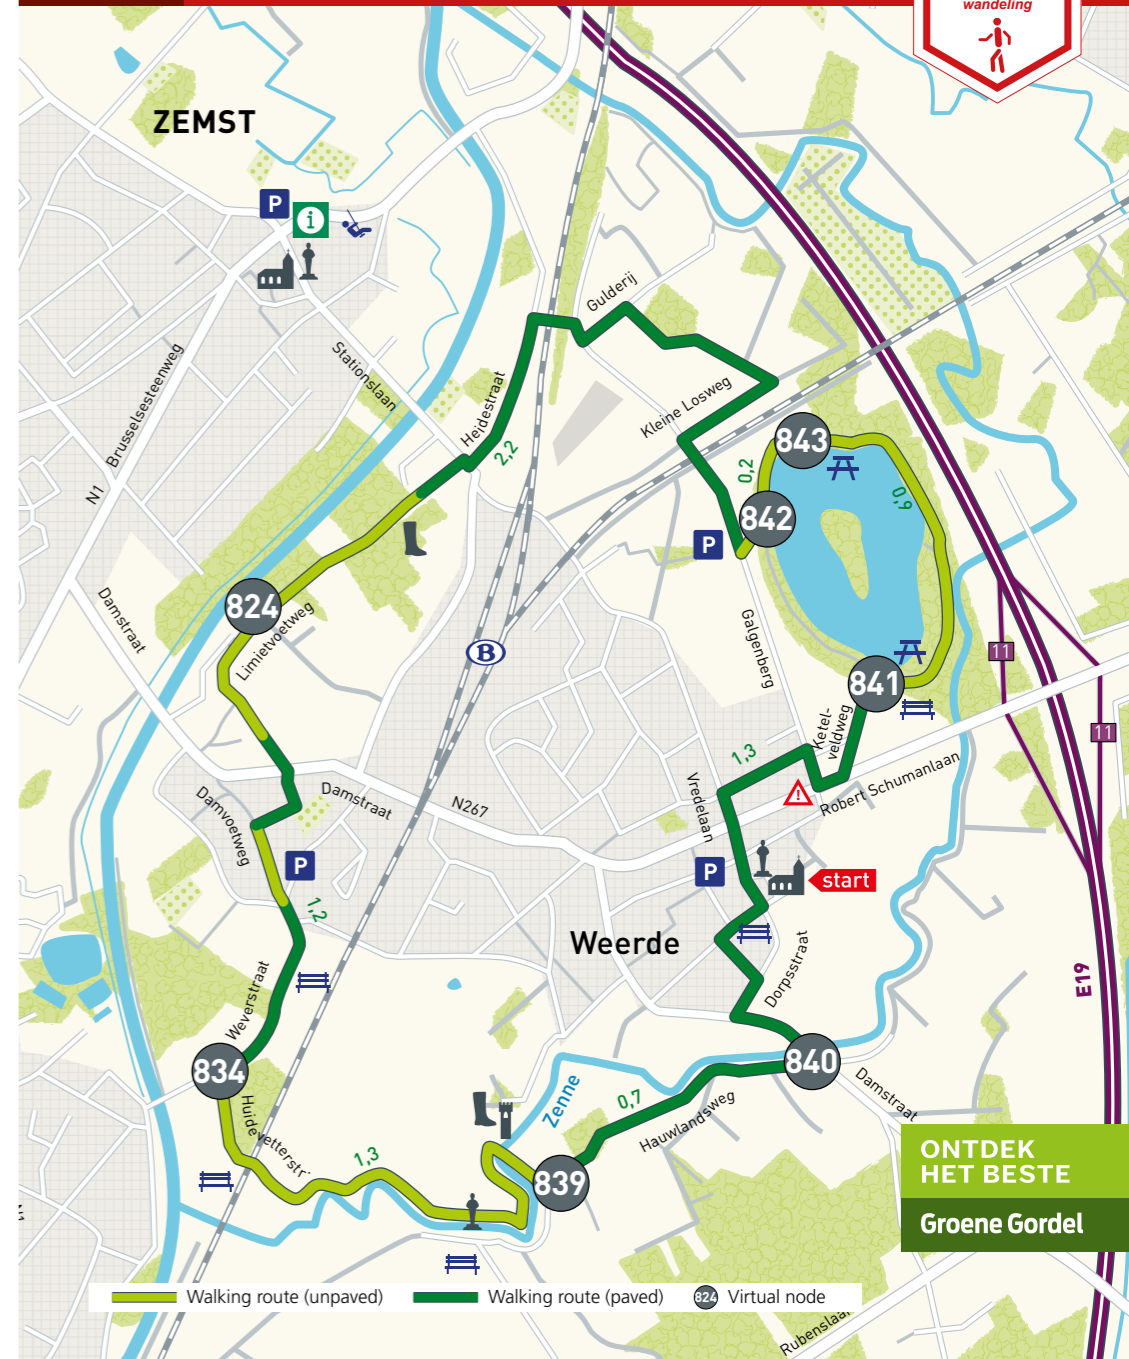 wandeling
ZEMST
P
i
Gulderij
Stationslaan
Heidestraat
2,2
Brusselsesteenweg
N1
Kleine Losweg
843
0,2
0,9
842
P
824
Limietvoetweg
Damstraat
Galgenberg
B
11
841
Ketel-
veldweg
11
1,3
Vredelaan
Robert Schumanlaan
Damvoetweg
Damstraat
N267
P
P
start
1,2
Weerde
Dorpsstraat
E19
Weverstraat
834
840
Zenne
0,7
Hauwlandsweg
Damstraat
Huidevetterstr.
1,3
839
ONTDEK
HET BESTE
Groene Gordel
Walking route (unpaved)
Walking route (paved)
824
Virtual node
Rubenslaan